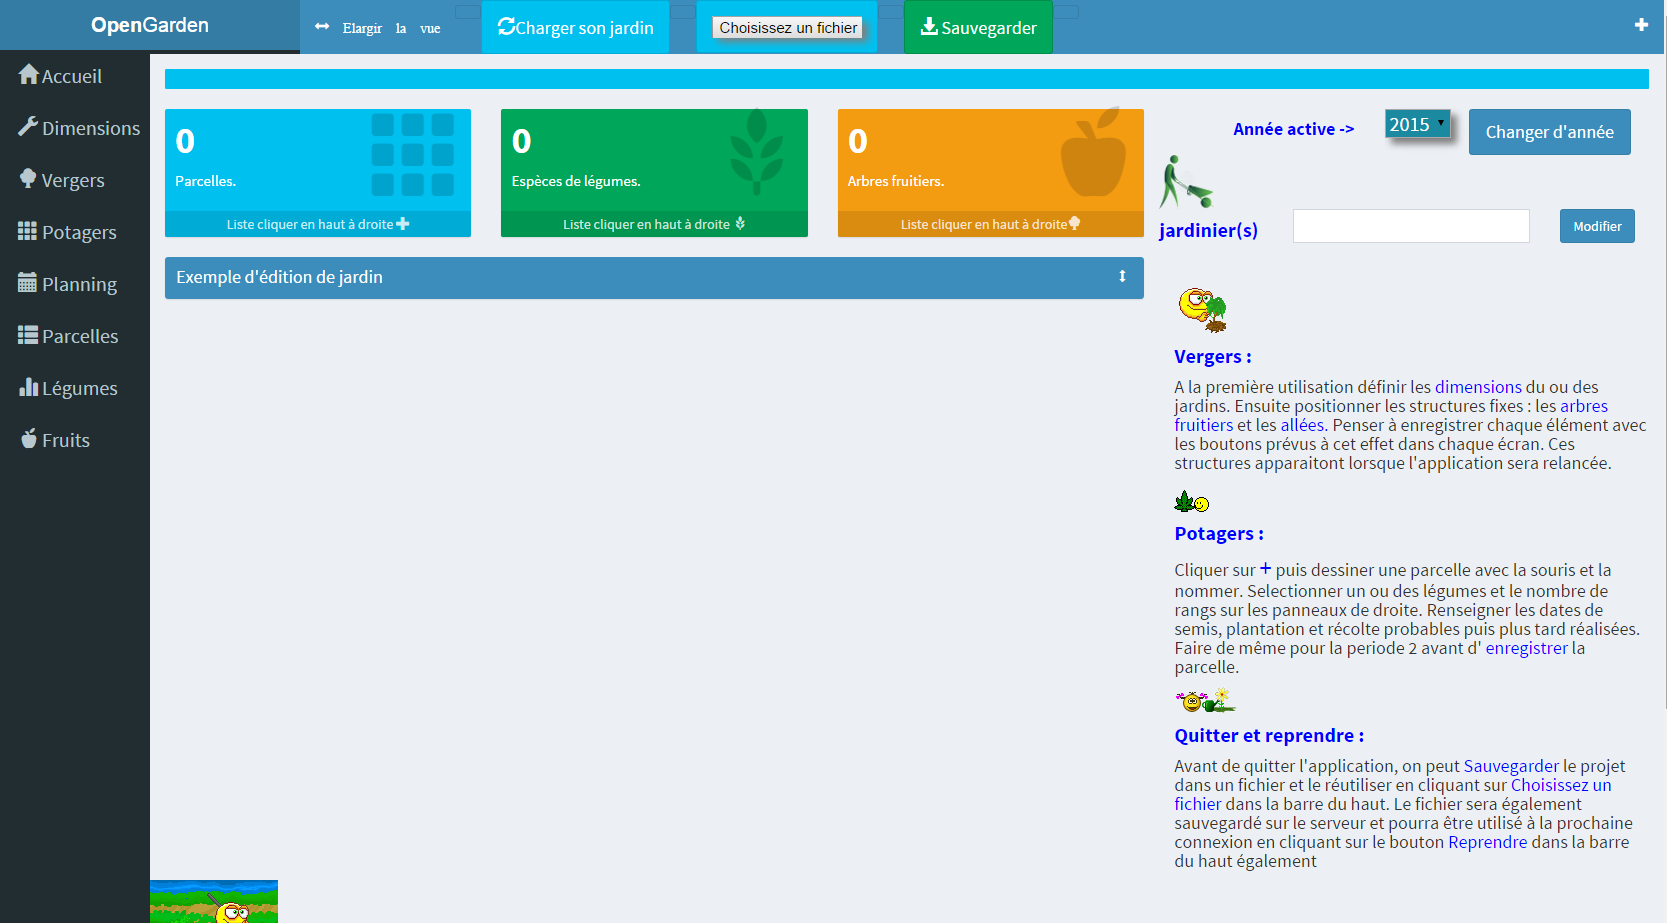 OpenGarden
Elargir la vue
Charger son jardin
Choisissez un fichier
Sauvegarder
Accueil
Dimensions
Vergers
Potagers
Planning
Parcelles
Légumes
Fruits
0
Parcelles.
Liste cliquer en haut à droite
0
Espèces de légumes.
Liste cliquer en haut à droite
0
Arbres fruitiers.
Liste cliquer en haut à droite
Année active ->
2015
Changer d'année
jardinier(s)
Modifier
Exemple d'édition de jardin
Vergers :
A la première utilisation définir les dimensions du ou des
jardins. Ensuite positionner les structures fixes : les arbres
fruitiers et les allées. Penser à enregistrer chaque élément avec
les boutons prévus à cet effet dans chaque écran. Ces
structures apparaitont lorsque l'application sera relancée.
Potagers :
Cliquer sur + puis dessiner une parcelle avec la souris et la
nommer. Selectionner un ou des légumes et le nombre de
rangs sur les panneaux de droite. Renseigner les dates de
semis, plantation et récolte probables puis plus tard réalisées.
Faire de même pour la periode 2 avant d' enregistrer la
parcelle.
Quitter et reprendre :
Avant de quitter l'application, on peut Sauvegarder le projet
dans un fichier et le réutiliser en cliquant sur Choisissez un
fichier dans la barre du haut. Le fichier sera également
sauvegardé sur le serveur et pourra être utilisé à la prochaine
connexion en cliquant sur le bouton Reprendre dans la barre
du haut également